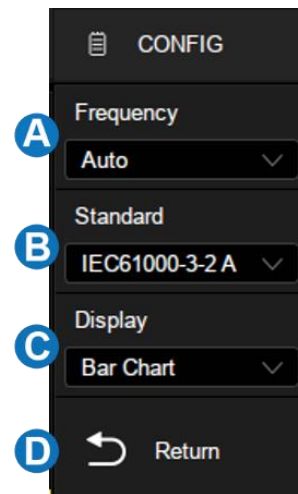 CONFIG
A
Frequency
Auto
B
Standard
IEC61000-3-2 A
C
Display
Bar Chart
D
Return